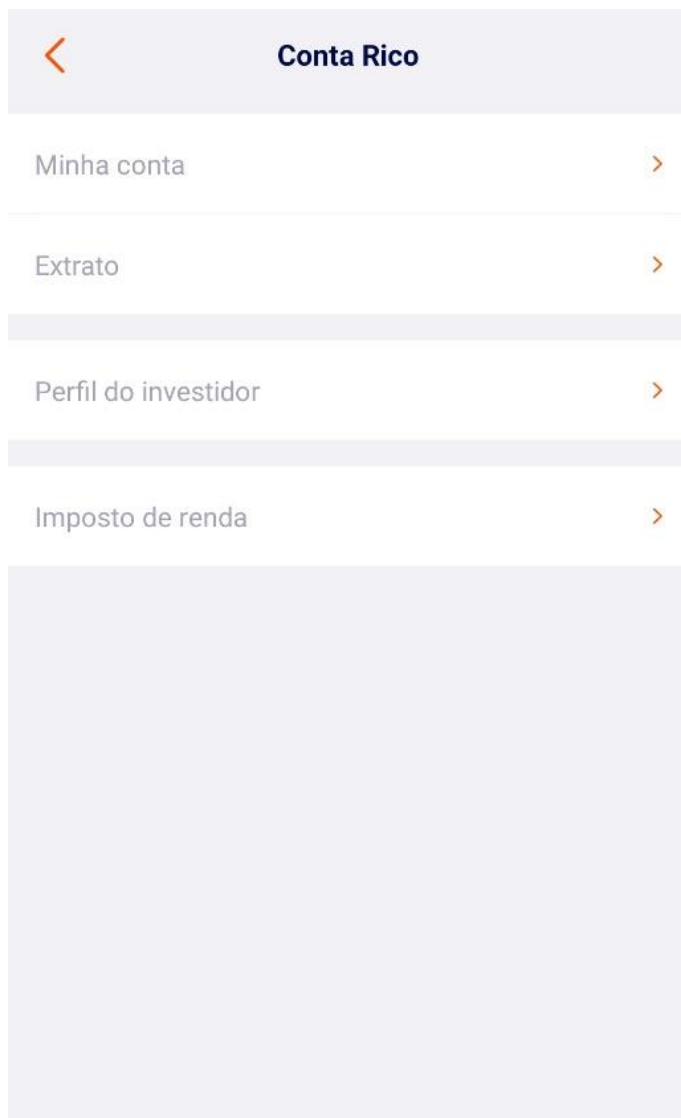 Conta Rico
Minha conta
Extrato
Perfil do investidor
Imposto de renda